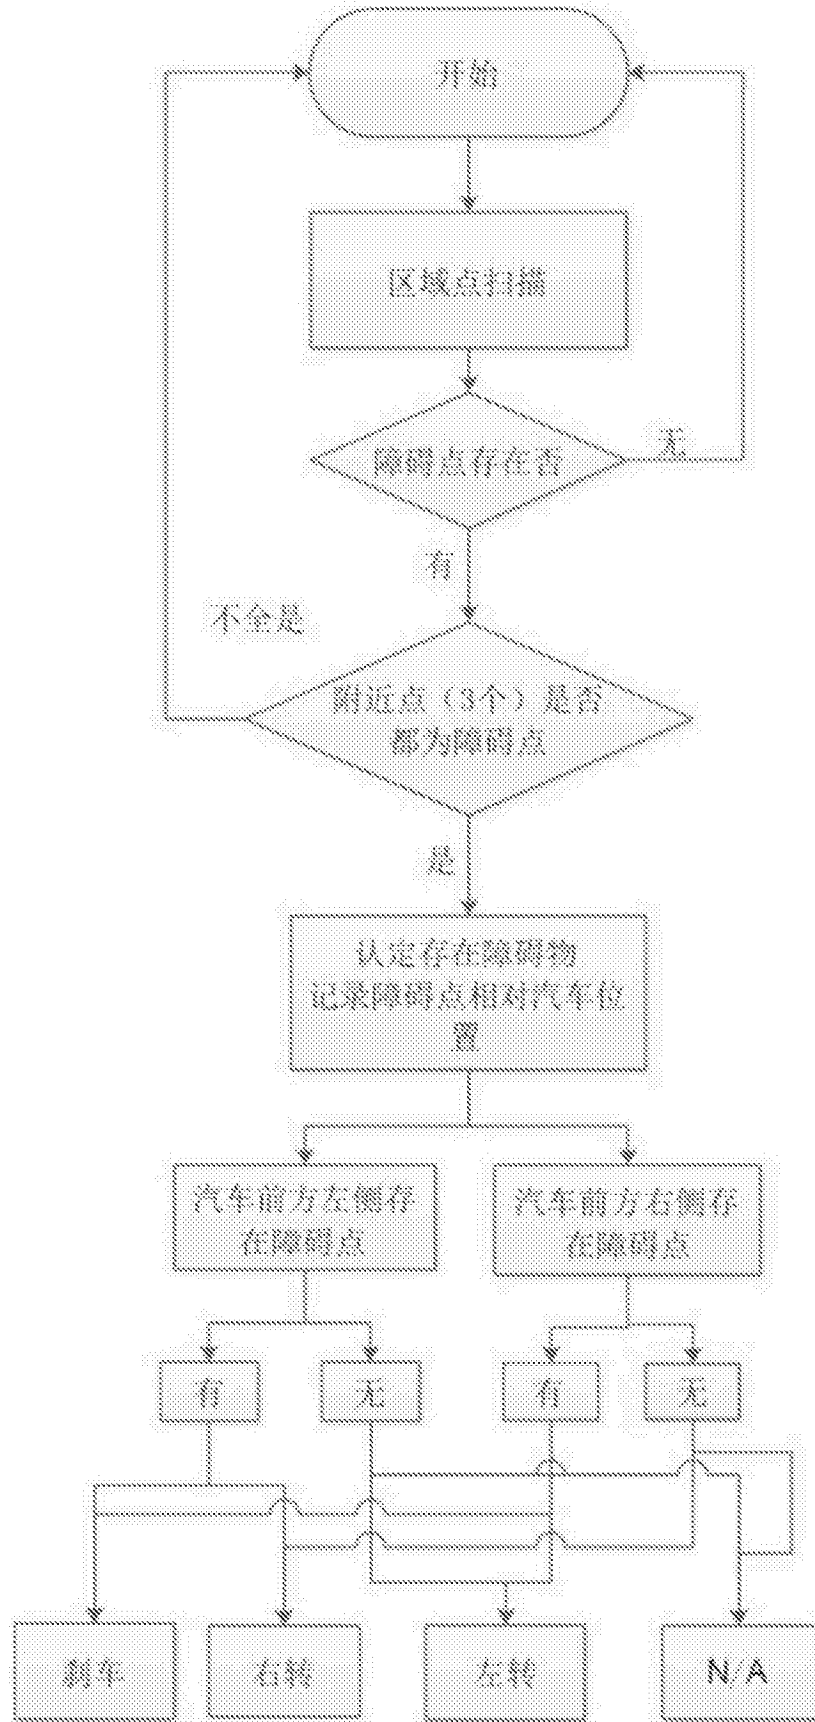 开始
区域点扫描
障碍点存在否
无
有
不全是
附近点（3个）是否
都为障碍点
是
认定存在障碍物
记录障碍点相对汽车位
置
汽车前方左侧存
在障碍点
汽车前方右侧存
在障碍点
有
无
有
无
刹车
右转
左转
N/A